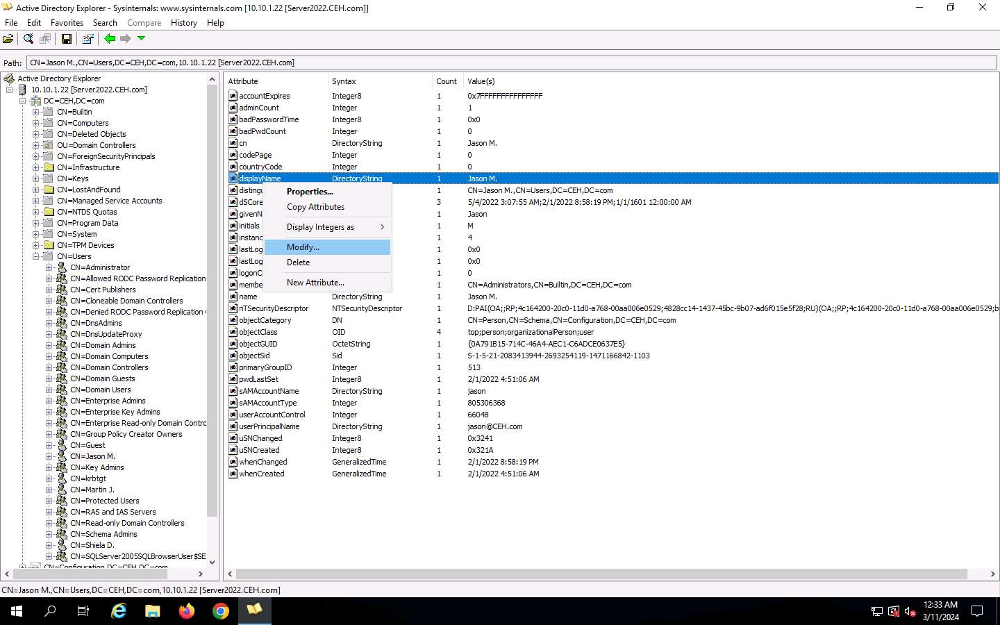 Active Directory Explorer - Sysinternals: www.sysinternals.com [10.10.1.22 [Server2022.CEH.com]]
File Edit Favorites Search Compare History Help
Path: CN=Jason M.,CN=Users,DC=CEH,DC=com,10.10.1.22 [Server2022.CEH.com]
Active Directory Explorer
10.10.1.22 [Server2022.CEH.com]
DC=CEH,DC=com
CN=Builtin
CN=Computers
CN=Deleted Objects
OU=Domain Controllers
CN=ForeignSecurityPrincipals
CN=Infrastructure
CN=Keys
CN=LostAndFound
CN=Managed Service Accounts
CN=NTDS Quotas
CN=Program Data
CN=System
CN=TPM Devices
CN=Users
CN=Administrator
CN=Allowed RODC Password Replication
CN=Cert Publishers
CN=Cloneable Domain Controllers
CN=Denied RODC Password Replication
CN=DnsAdmins
CN=DnsUpdateProxy
CN=Domain Admins
CN=Domain Computers
CN=Domain Controllers
CN=Domain Guests
CN=Domain Users
CN=Enterprise Admins
CN=Enterprise Key Admins
CN=Enterprise Read-only Domain Contro
CN=Group Policy Creator Owners
CN=Guest
CN=Jason M.
CN=Key Admins
CN=krbtgt
CN=Martin J.
CN=Protected Users
CN=RAS and IAS Servers
CN=Read-only Domain Controllers
CN=Schema Admins
CN=Shiela D.
CN=SQLServer2005SQLBrowserUser$SE
CN=Configuration,DC=CEH,DC=com
Attribute Syntax Count Value(s)
accountExpires Integer8 1 0x7FFFFFFFFFFFFFFF
adminCount Integer 1 1
badPasswordTime Integer8 1 0x0
badPwdCount Integer 1 0
cn DirectoryString 1 Jason M.
codePage Integer 1 0
countryCode Integer 1 0
displayName DirectoryString 1 Jason M.
distingu 1 CN=Jason M.,CN=Users,DC=CEH,DC=com
dSCore 3 5/4/2022 3:07:55 AM;2/1/2022 8:58:19 PM;1/1/1601 12:00:00 AM
givenN 1 Jason
initials 1 M
instanc 1 4
lastLog 1 0x0
lastLog 1 0x0
logonC 1 0
membe 1 CN=Administrators,CN=Builtin,DC=CEH,DC=com
name DirectoryString 1 Jason M.
nTSecurityDescriptor NTSecurityDescriptor 1 D:PAI(OA;;RP;4c164200-20c0-11d0-a768-00aa006e0529;4828cc14-1437-45bc-9b07-ad6f015e5f28;RU)(OA;;RP;4c164200-20c0-11d0-a768-00aa006e0529;b
objectCategory DN 1 CN=Person,CN=Schema,CN=Configuration,DC=CEH,DC=com
objectClass OID 4 top;person;organizationalPerson;user
objectGUID OctetString 1 {0A791B15-714C-46A4-AEC1-C6ADCE0637E5}
objectSid Sid 1 S-1-5-21-2083413944-2693254119-1471166842-1103
primaryGroupID Integer 1 513
pwdLastSet Integer8 1 2/1/2022 4:51:06 AM
sAMAccountName DirectoryString 1 jason
sAMAccountType Integer 1 805306368
userAccountControl Integer 1 66048
userPrincipalName DirectoryString 1 jason@CEH.com
uSNChanged Integer8 1 0x3241
uSNCreated Integer8 1 0x321A
whenChanged GeneralizedTime 1 2/1/2022 8:58:19 PM
whenCreated GeneralizedTime 1 2/1/2022 4:51:06 AM
Properties...
Copy Attributes
Display Integers as
Modify...
Delete
New Attribute...
CN=Jason M.,CN=Users,DC=CEH,DC=com,10.10.1.22 [Server2022.CEH.com]
12:33 AM
3/11/2024